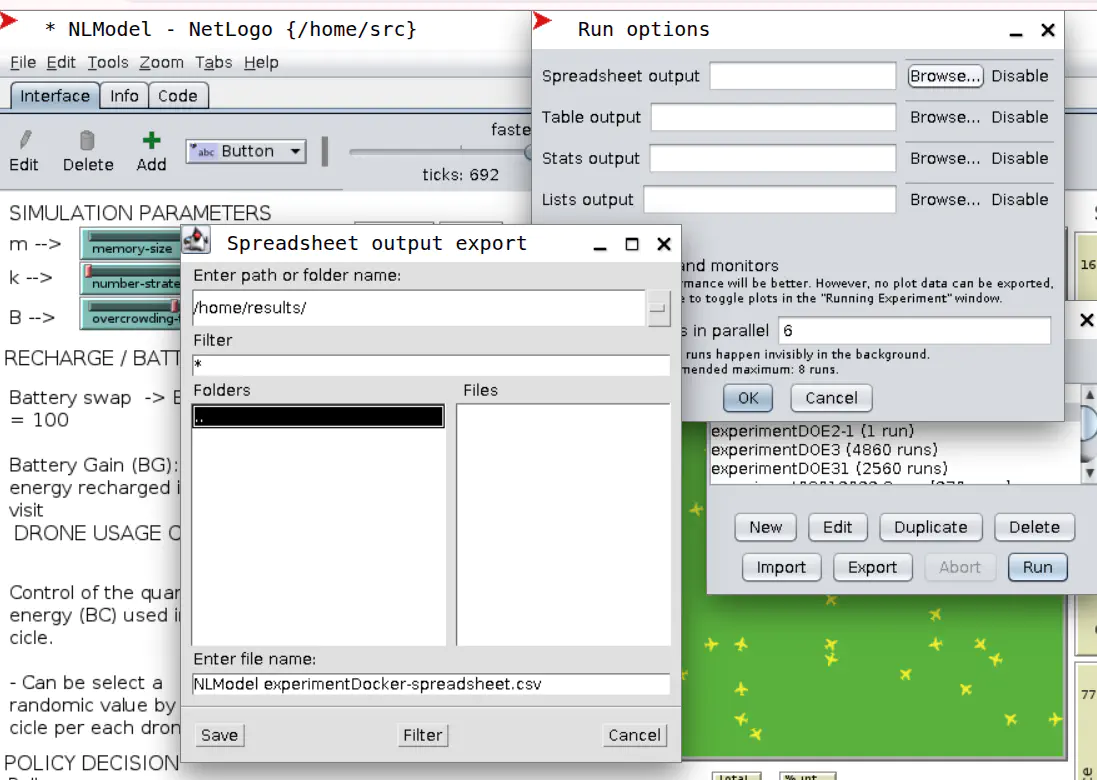 * NLModel - NetLogo {/home/src}
File Edit Tools Zoom Tabs Help
Interface Info Code
Edit Delete Add
abc Button
faste
ticks: 692
SIMULATION PARAMETERS
m --> memory-size
k --> number-strate
B --> overcrowding-
RECHARGE / BATT
Battery swap -> B
= 100
Battery Gain (BG):
energy recharged i
visit
DRONE USAGE C
Control of the quan
energy (BC) used i
cicle.
- Can be select a
randomic value by
cicle per each dron
POLICY DECISION
Run options
Spreadsheet output Browse... Disable
Table output Browse... Disable
Stats output Browse... Disable
Lists output Browse... Disable
and monitors
rmance will be better. However, no plot data can be exported,
e to toggle plots in the "Running Experiment" window.
s in parallel 6
runs happen invisibly in the background.
mended maximum: 8 runs.
OK Cancel
Spreadsheet output export
Enter path or folder name:
/home/results/
Filter
*
Folders Files
..
Enter file name:
NLModel experimentDocker-spreadsheet.csv
Save Filter Cancel
experimentDOE2-1 (1 run)
experimentDOE3 (4860 runs)
experimentDOE31 (2560 runs)
New Edit Duplicate Delete
Import Export Abort Run
16
77